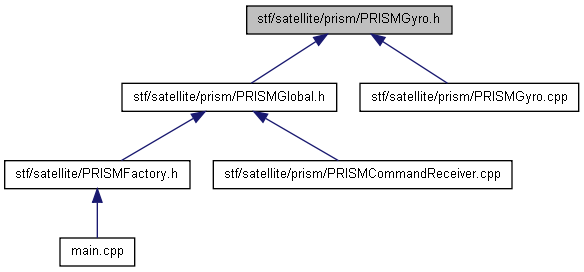 stf/satellite/prism/PRISMGyro.h
stf/satellite/prism/PRISMGlobal.h
stf/satellite/prism/PRISMGyro.cpp
stf/satellite/PRISMFactory.h
stf/satellite/prism/PRISMCommandReceiver.cpp
main.cpp